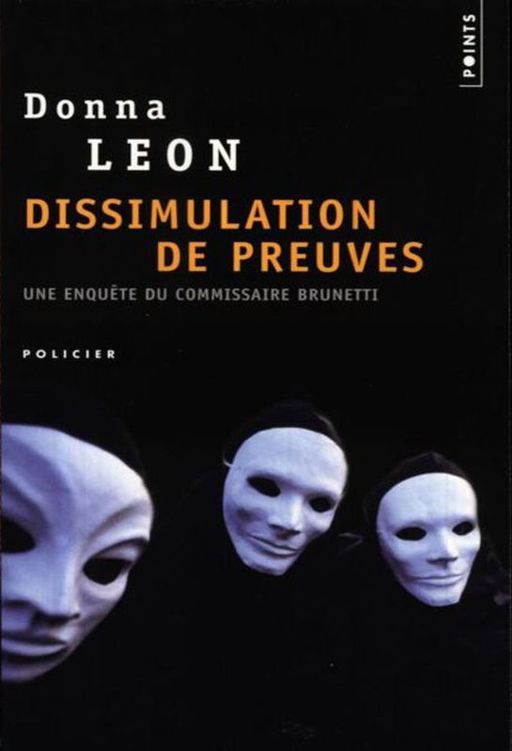 POINTS
Donna
LEON
DISSIMULATION
DE PREUVES
UNE ENQUÊTE DU COMMISSAIRE BRUNETTI
POLICIER